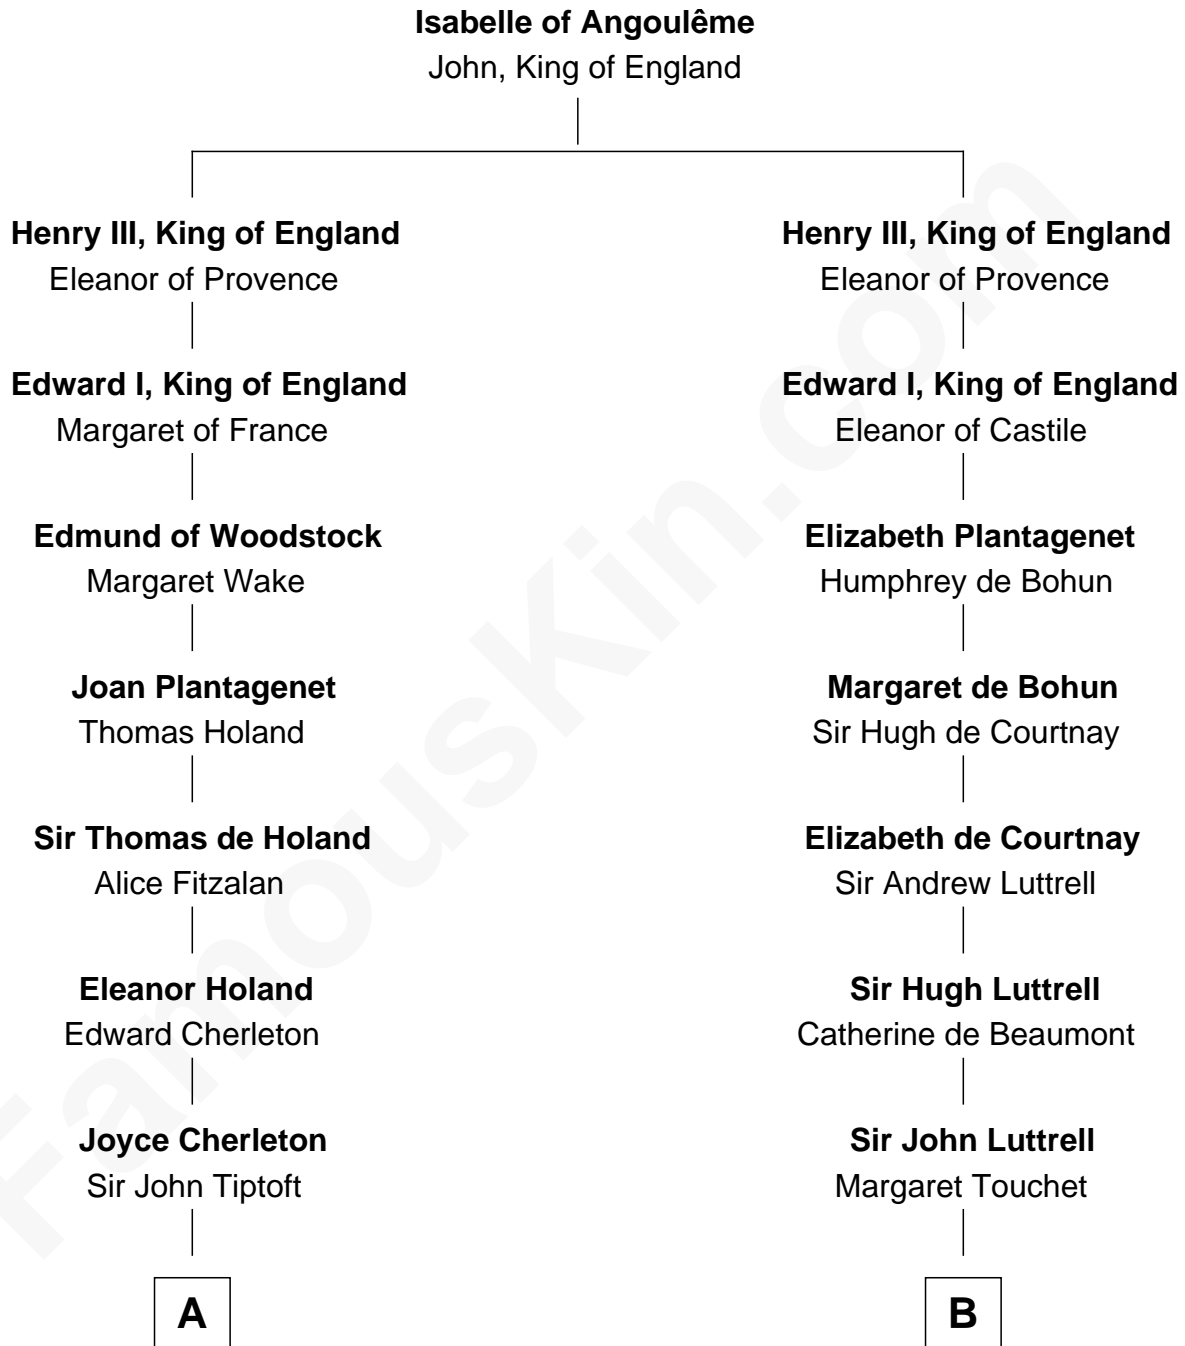 Isabelle of Angoulême
John, King of England
Henry III, King of England
Eleanor of Provence
Henry III, King of England
Eleanor of Provence
Edward I, King of England
Margaret of France
Edward I, King of England
Eleanor of Castile
Edmund of Woodstock
Margaret Wake
Elizabeth Plantagenet
Humphrey de Bohun
Joan Plantagenet
Thomas Holand
Margaret de Bohun
Sir Hugh de Courtnay
Sir Thomas de Holand
Alice Fitzalan
Elizabeth de Courtnay
Sir Andrew Luttrell
Eleanor Holand
Edward Cherleton
Sir Hugh Luttrell
Catherine de Beaumont
Joyce Cherleton
Sir John Tiptoft
Sir John Luttrell
Margaret Touchet
A
B
FamousKin.com